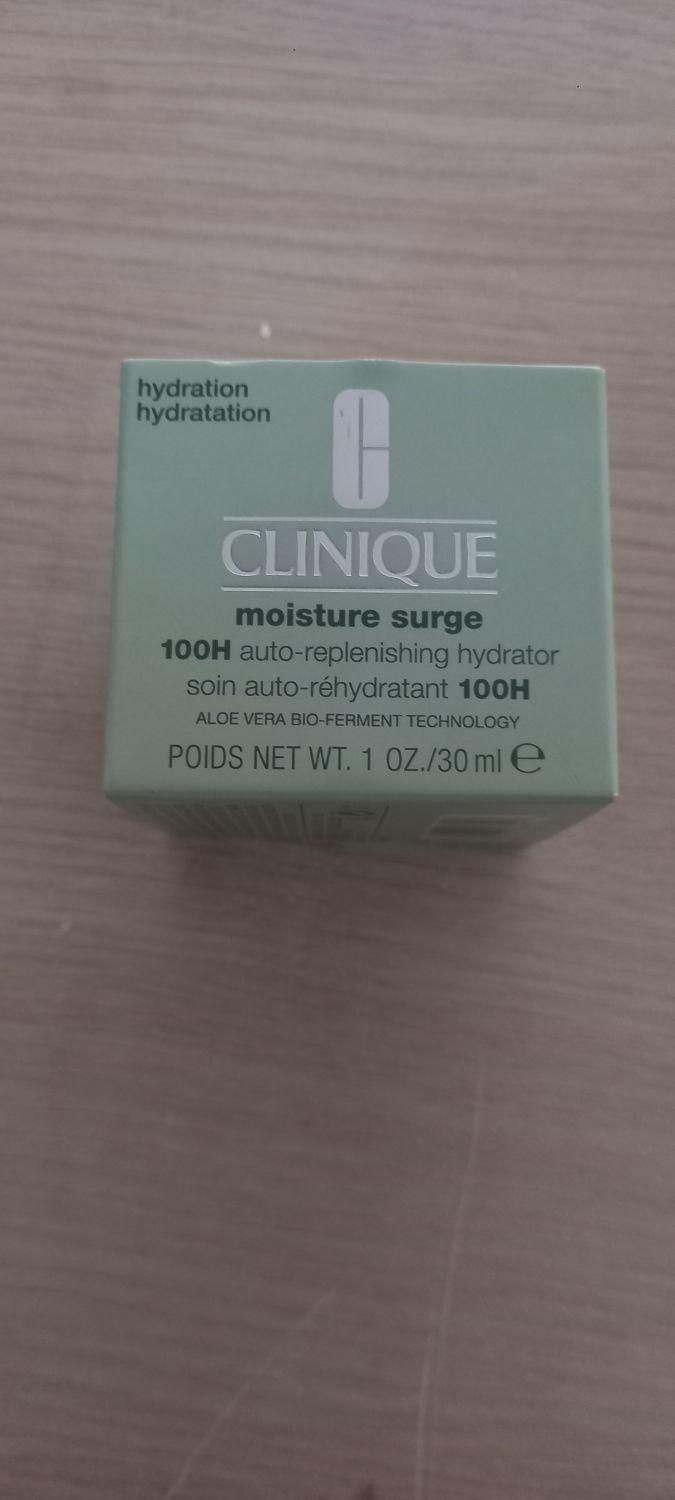 hydration
hydratation
CLINIQUE
moisture surge
100H auto-replenishing hydrator
soin auto-réhydratant 100H
ALOE VERA BIO-FERMENT TECHNOLOGY
POIDS NET WT. 1 OZ./30 ml ℮